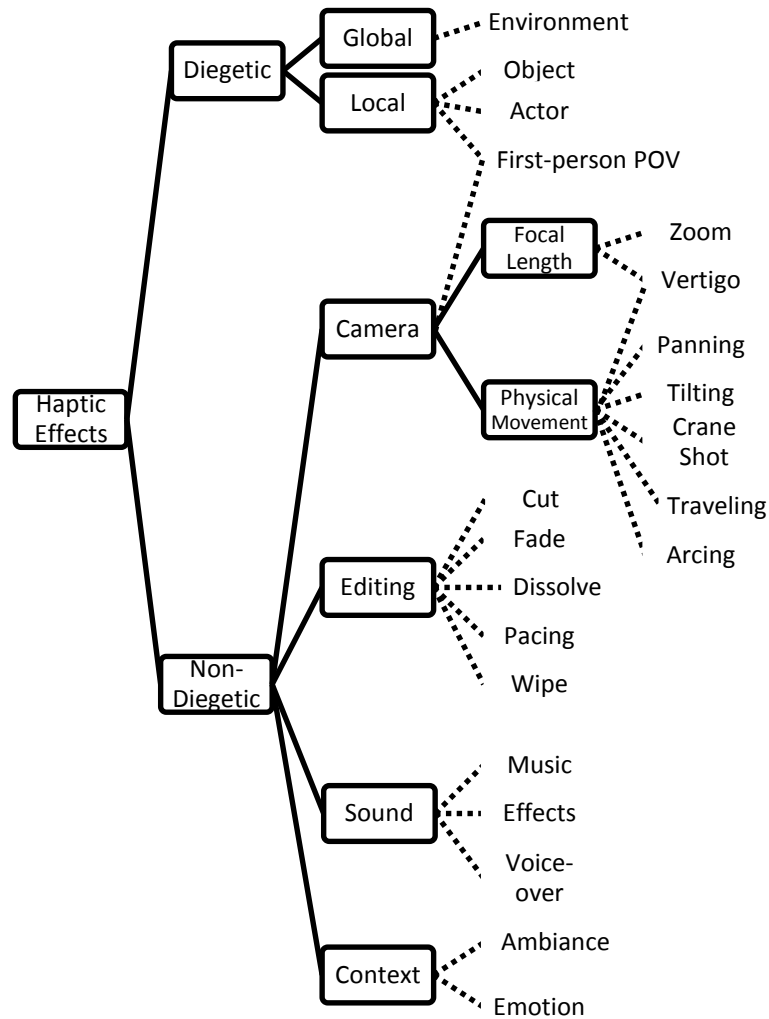 Environment
Global
Diegetic
Object
Local
Actor
First-person POV
Focal
Length
Zoom
Vertigo
Camera
Panning
Physical
Movement
Tilting
Haptic
Effects
Crane
Shot
Traveling
Arcing
Cut
Fade
Editing
Dissolve
Pacing
Non-
Diegetic
Wipe
Music
Sound
Effects
Voice-
over
Ambiance
Context
Emotion